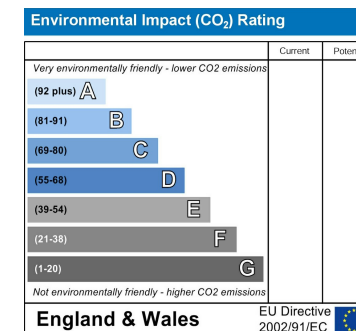 Environmental Impact (CO₂) Rating
Current
Very environmentally friendly - lower CO2 emissions
(92 plus) A
(81-91) B
(69-80) C
(55-68) D
(39-54) E
(21-38) F
(1-20) G
Not environmentally friendly - higher CO2 emissions
England & Wales
EU Directive
2002/91/EC